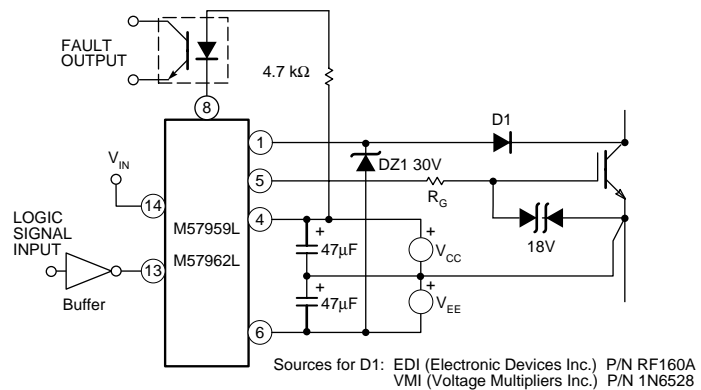 FAULT
OUTPUT
4.7 kΩ
8
D1
1
DZ1 30V
V_IN
5
R_G
14
4
18V
LOGIC
SIGNAL
INPUT
M57959L
M57962L
+
47µF
+
V_CC
13
Buffer
+
47µF
+
V_EE
6
Sources for D1: EDI (Electronic Devices Inc.) P/N RF160A
VMI (Voltage Multipliers Inc.) P/N 1N6528